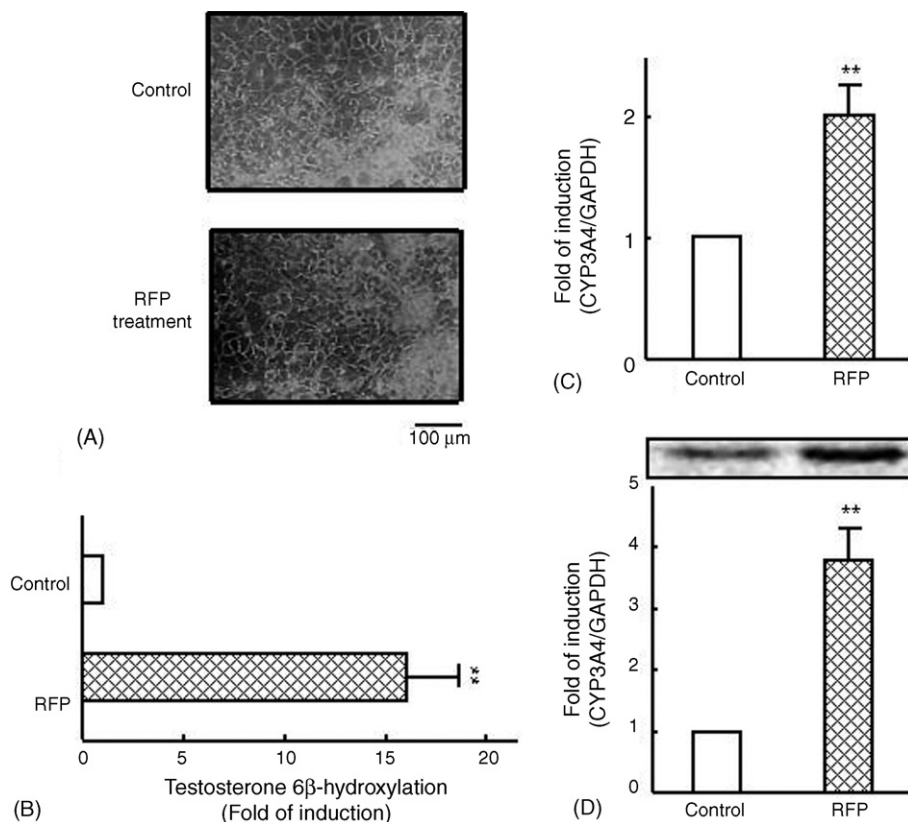 Control
RFP
treatment
100 μm
(A)
Control
RFP
**
0
5
10
15
20
Testosterone 6β-hydroxylation
(Fold of induction)
(B)
Fold of induction
(CYP3A4/GAPDH)
2
1
0
**
Control
RFP
(C)
Fold of induction
(CYP3A4/GAPDH)
5
4
3
2
1
0
**
Control
RFP
(D)